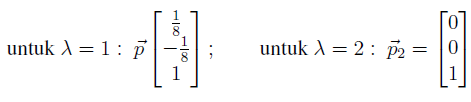 untuk λ = 1 : p⃗ [1/8 −1/8 1] ; untuk λ = 2 : p⃗₂ = [0 0 1]